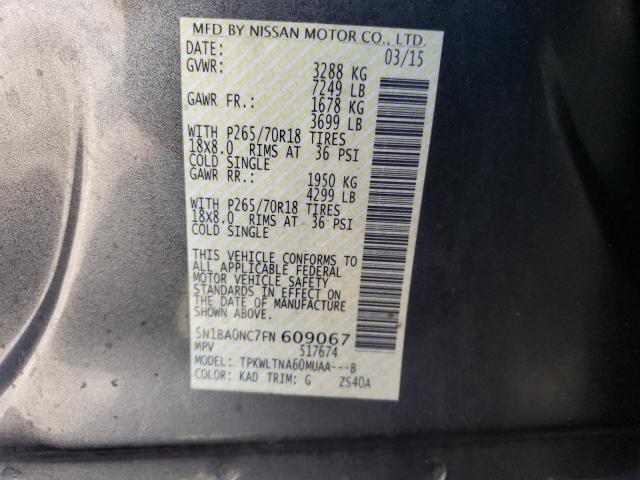 MFD BY NISSAN MOTOR CO., LTD.
DATE: 03/15
GVWR: 3288 KG
7249 LB
GAWR FR.: 1678 KG
3699 LB
WITH P265/70R18 TIRES
18X8.0 RIMS AT 36 PSI
COLD SINGLE
GAWR RR.: 1950 KG
4299 LB
WITH P265/70R18 TIRES
18X8.0 RIMS AT 36 PSI
COLD SINGLE
THIS VEHICLE CONFORMS TO
ALL APPLICABLE FEDERAL
MOTOR VEHICLE SAFETY
STANDARDS IN EFFECT ON
THE DATE OF MANUFACTURE
SHOWN ABOVE.
5N1BA0NC7FN 609067
MPV S17674
MODEL: TPKWLTNA60MUAA---B
COLOR: KAD TRIM: G ZS40A